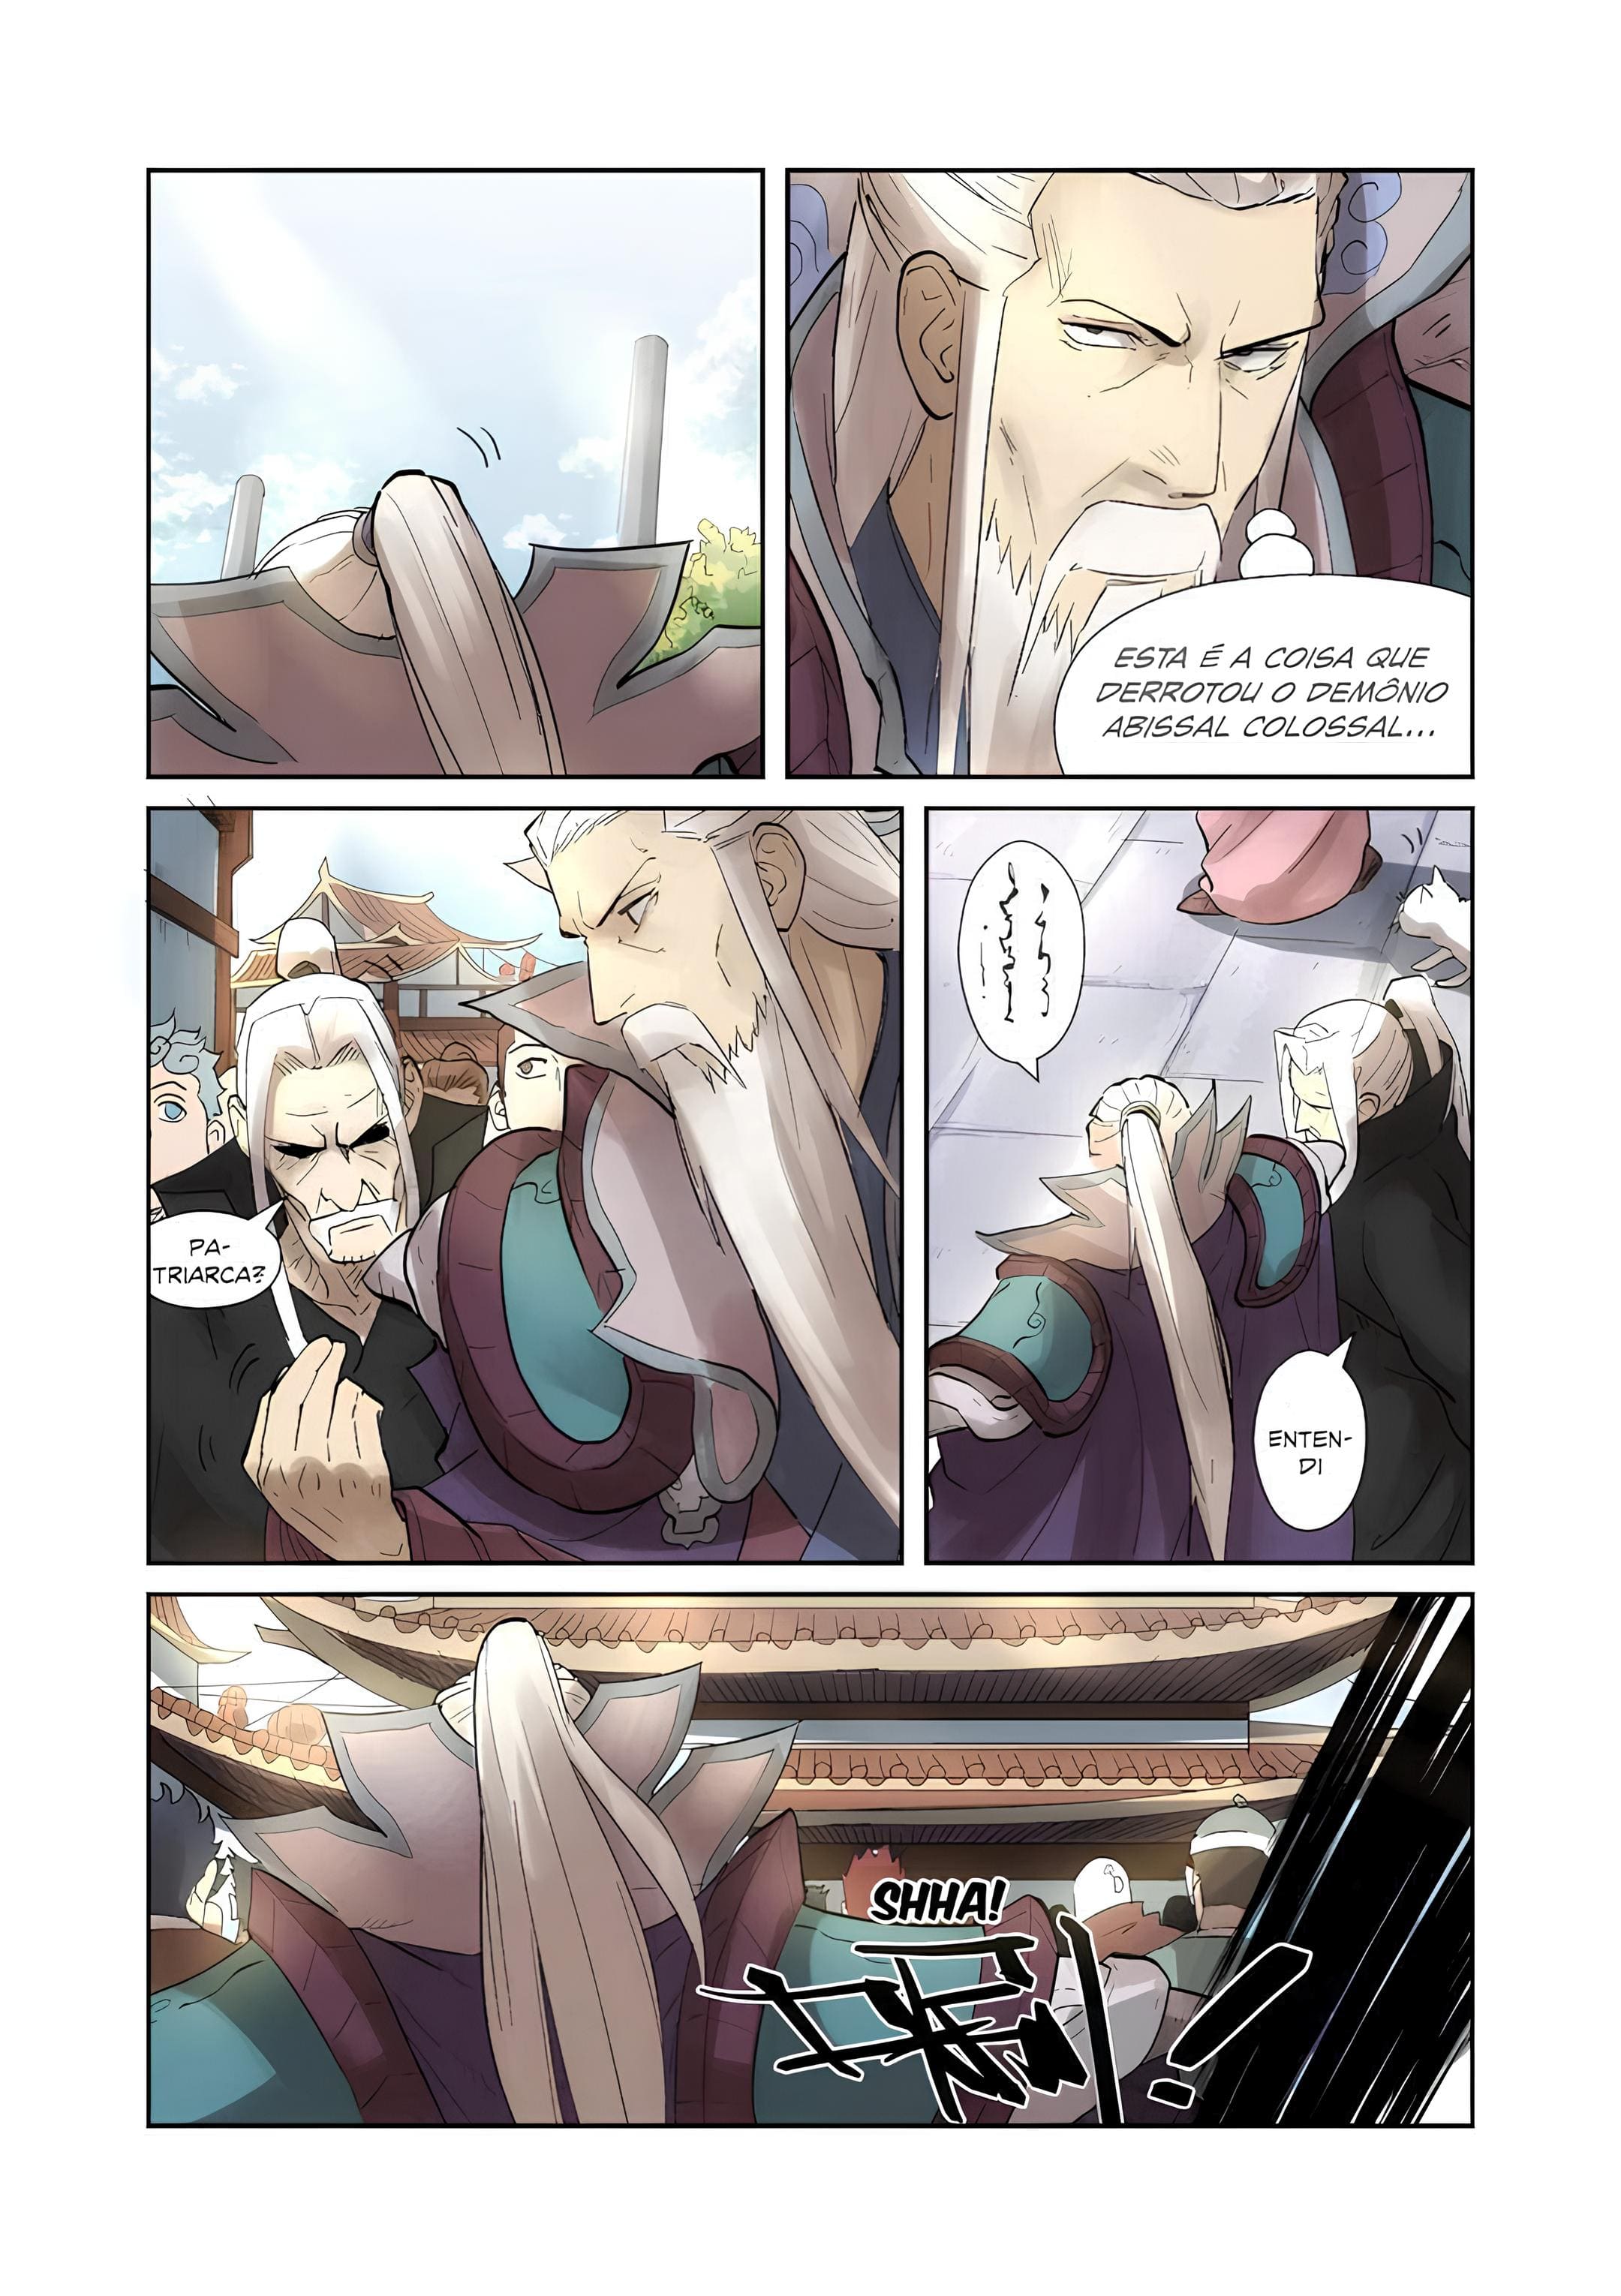 ESTA É A COISA QUE
DERROTOU O DEMÔNIO
ABISSAL COLOSSAL...
PA-
TRIARCA?
ENTEN-
DI
SHHA!